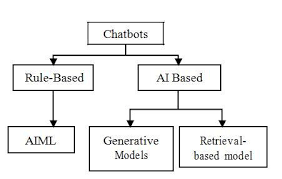 Chatbots
Rule-Based
AI Based
AIML
Generative
Models
Retrieval-
based model